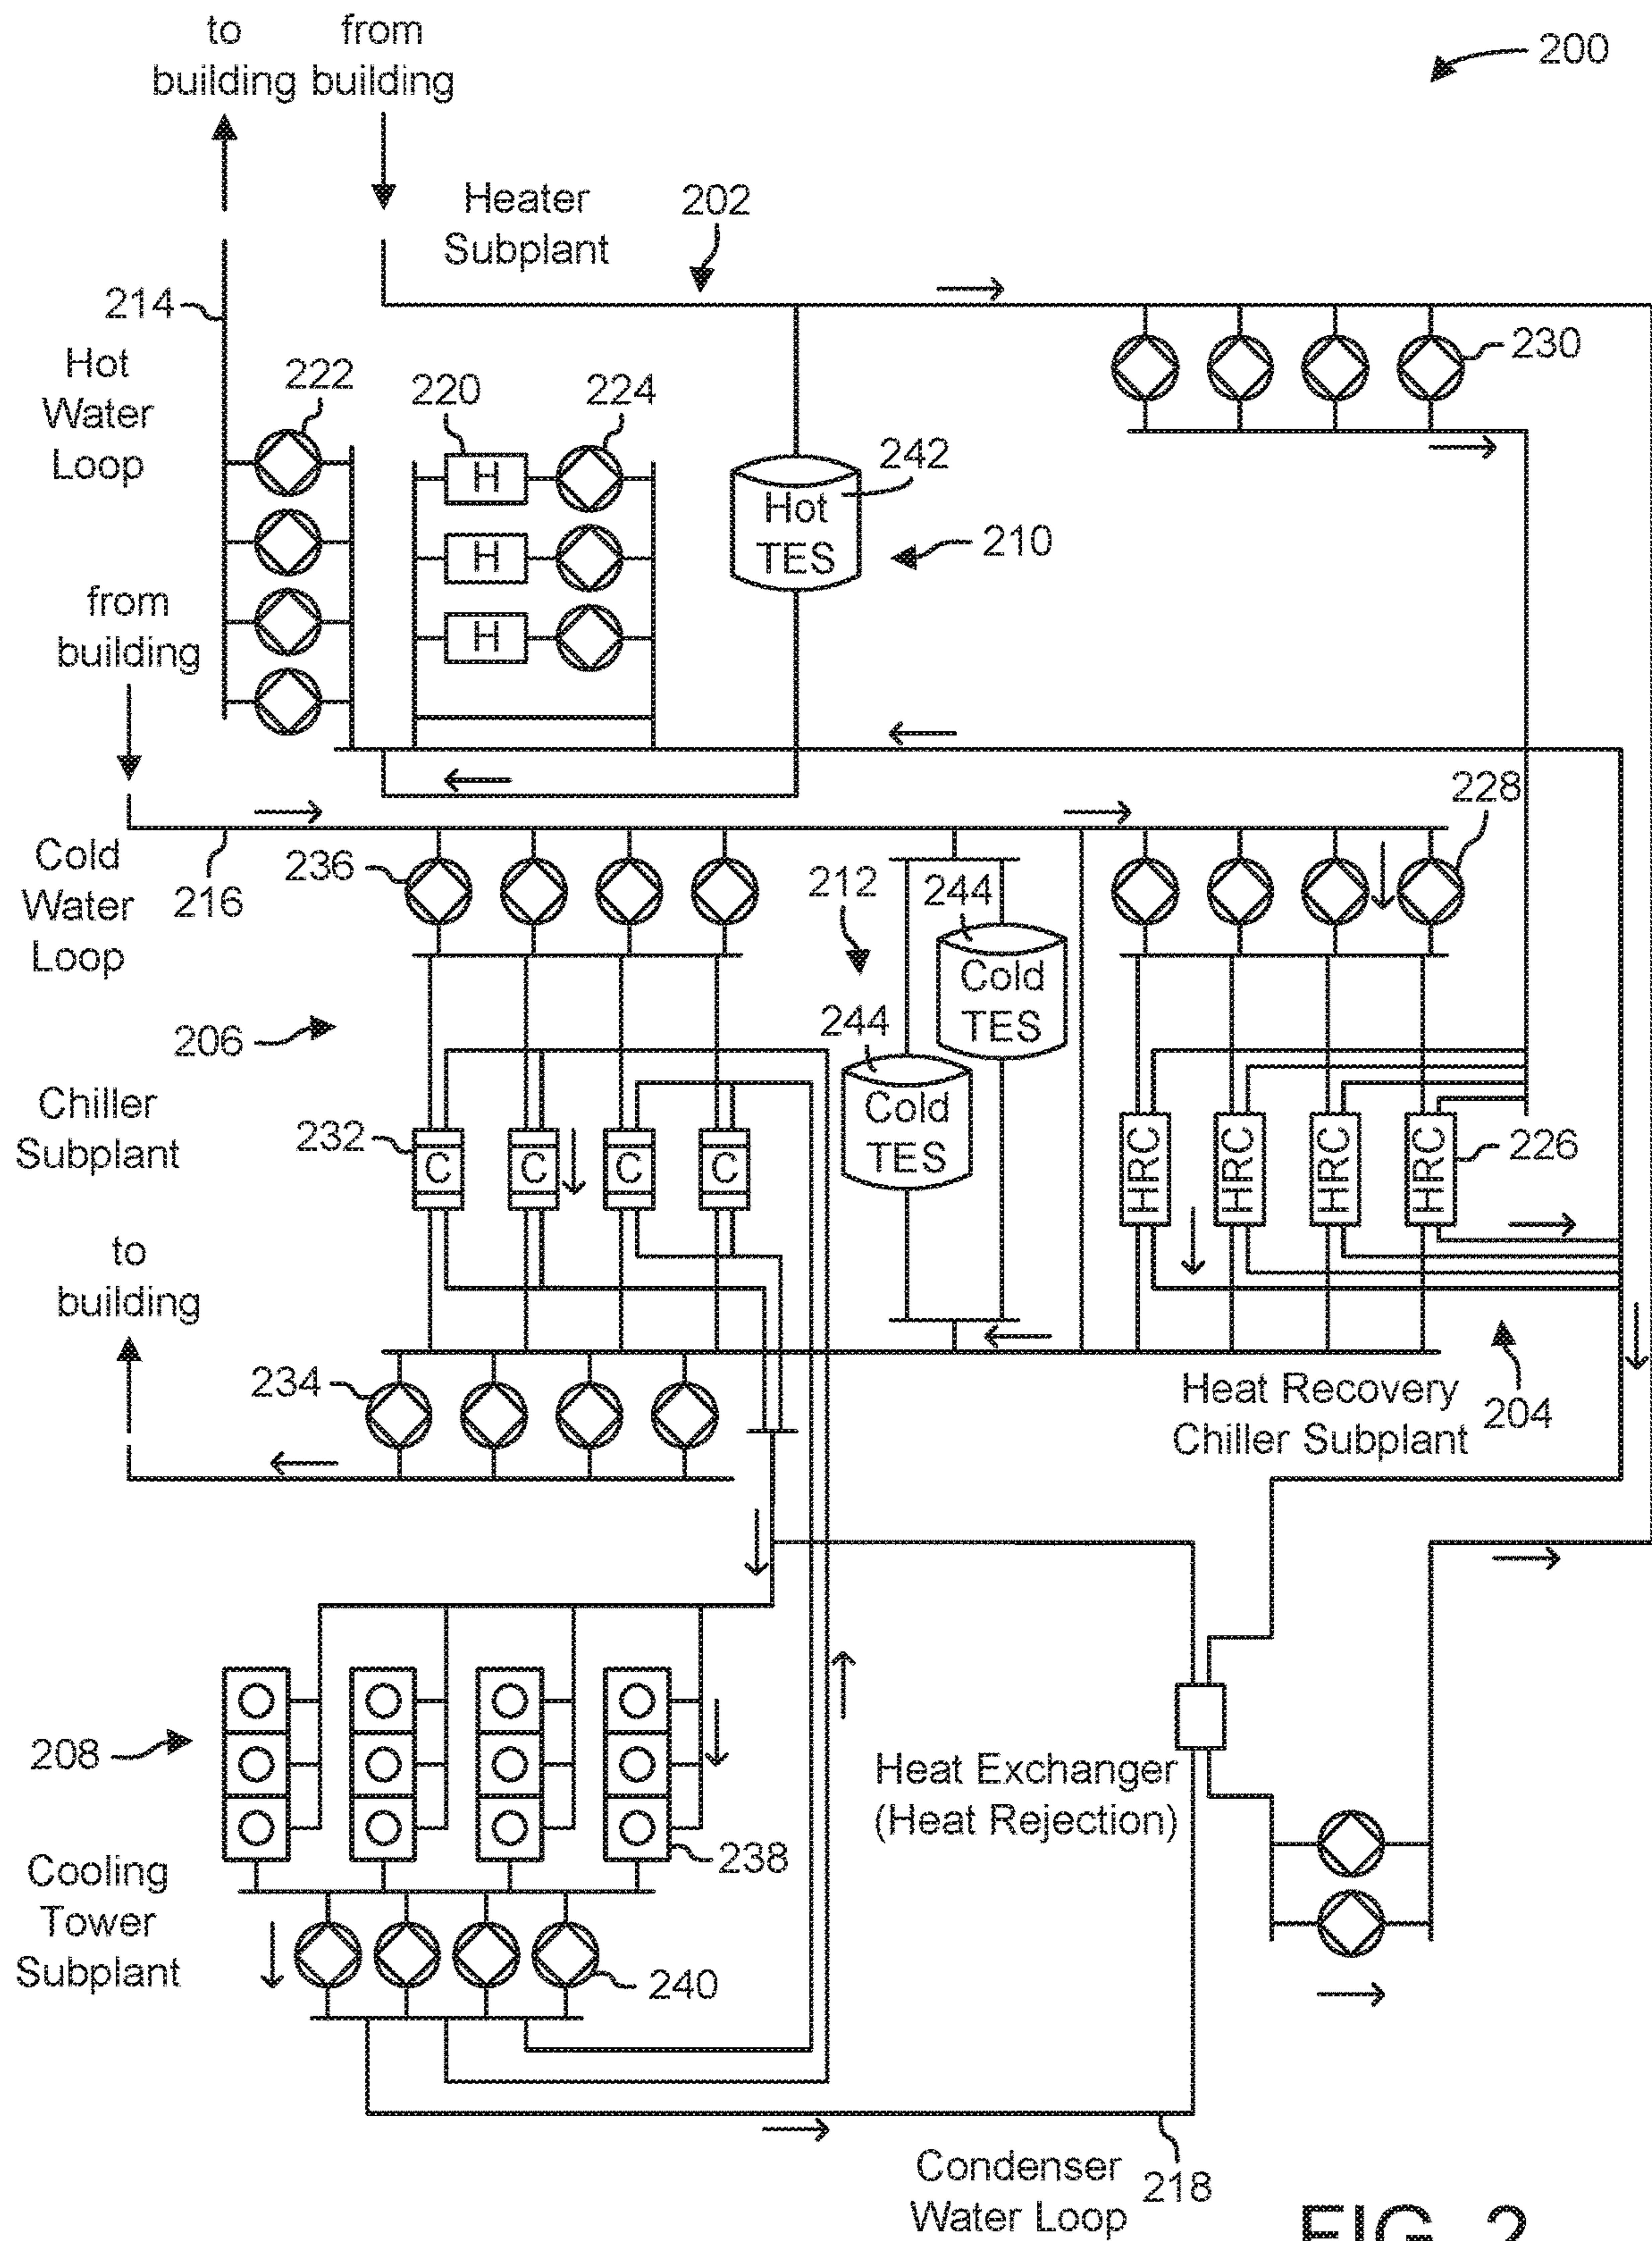 to
building
from
building
200
Heater
Subplant
202
214
Hot
Water
Loop
222
220
224
230
H
H
H
Hot
TES
242
210
from
building
228
Cold
Water
Loop
216
236
212
244
Cold
TES
244
Cold
TES
206
Chiller
Subplant
232
C
C
C
C
HRC
HRC
HRC
HRC
226
to
building
234
Heat Recovery
Chiller Subplant
204
208
Heat Exchanger
(Heat Rejection)
238
Cooling
Tower
Subplant
240
Condenser
Water Loop
218
FIG. 2